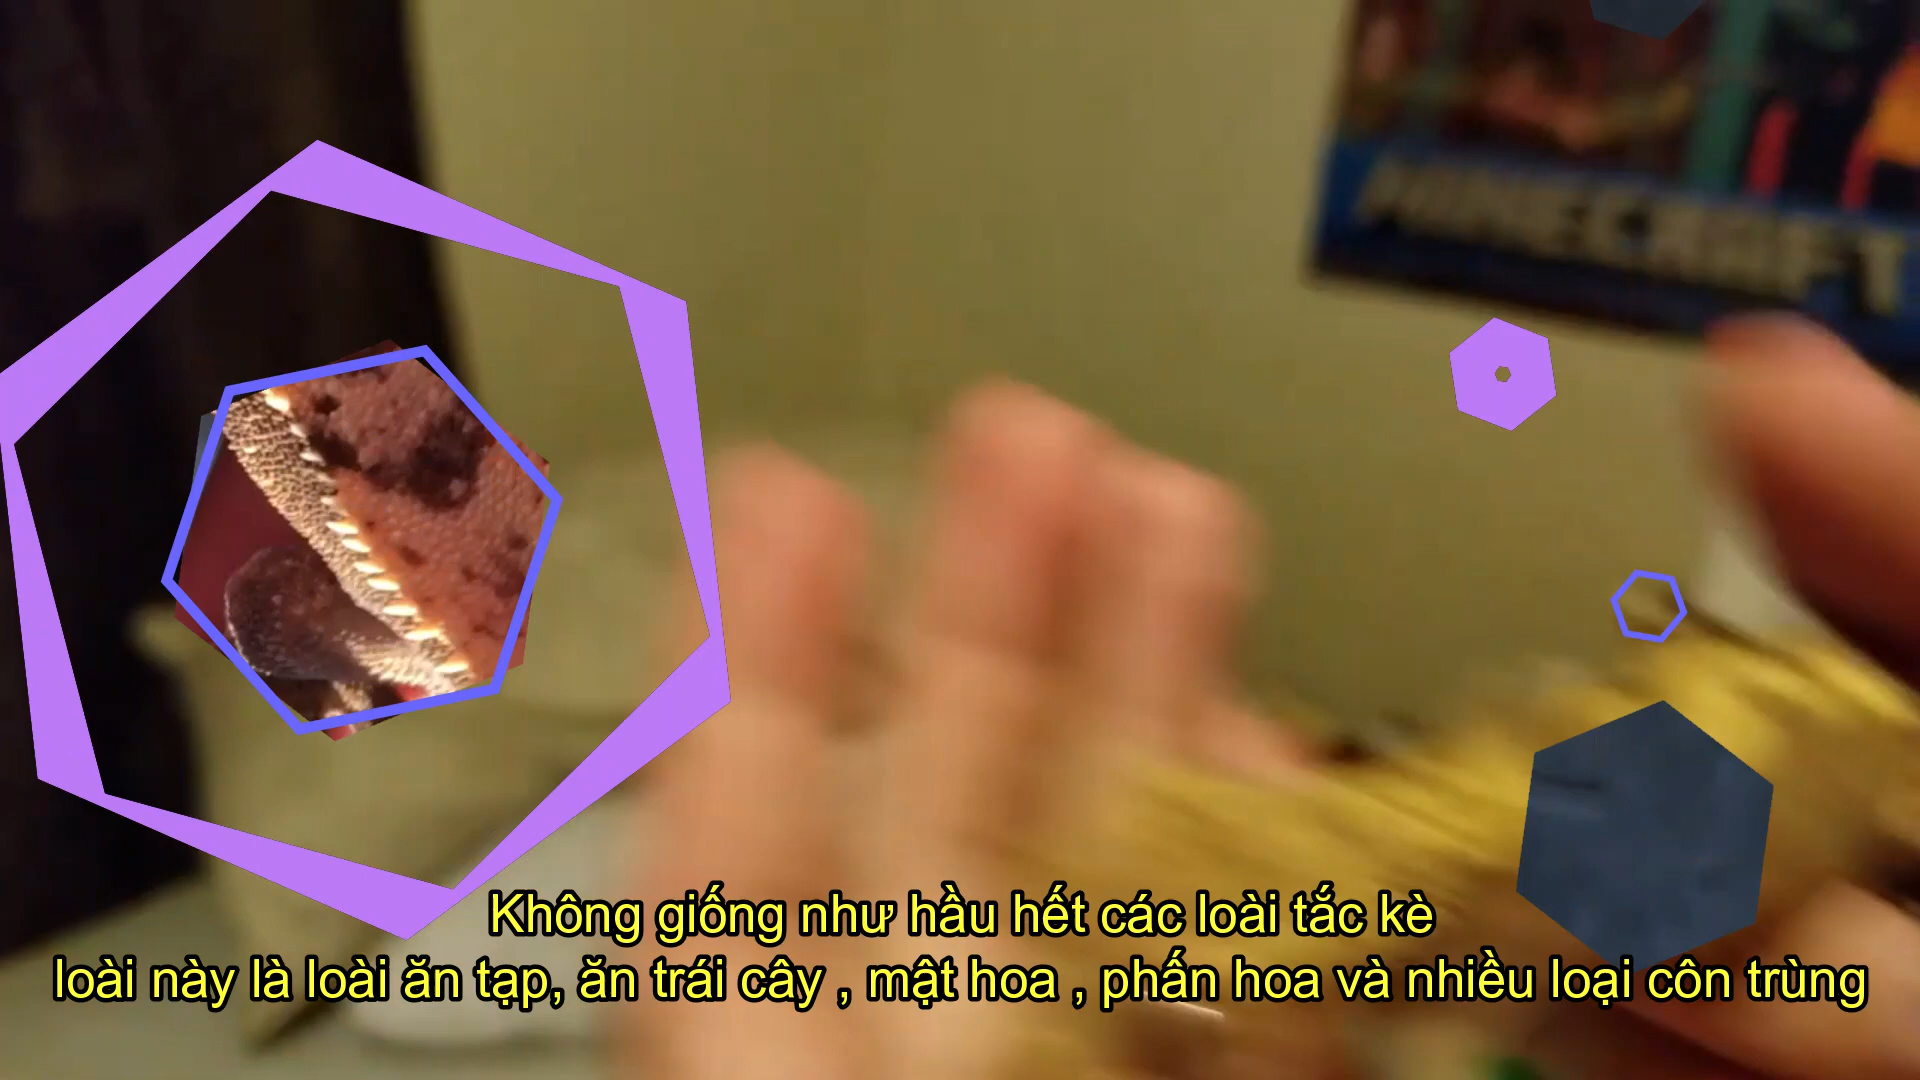 MINECRAFT
Không giống như hầu hết các loài tắc kè
loài này là loài ăn tạp, ăn trái cây , mật hoa , phấn hoa và nhiều loại côn trùng